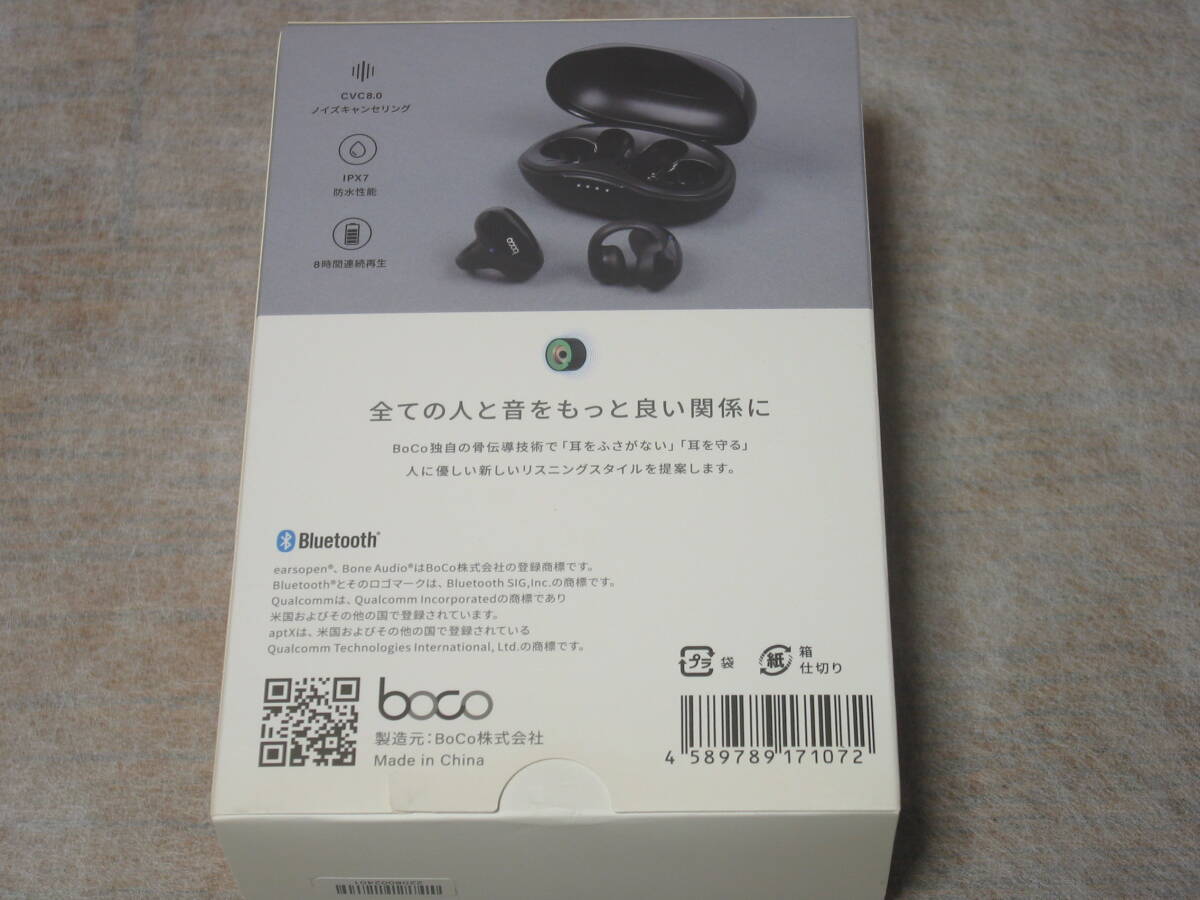 CVC8.0
ノイズキャンセリング
IPX7
防水性能
8時間連続再生
boco
全ての人と音をもっと良い関係に
BoCo独自の骨伝導技術で「耳をふさがない」「耳を守る」
人に優しい新しいリスニングスタイルを提案します。
Bluetooth®
earsopen®、Bone Audio®はBoCo株式会社の登録商標です。
Bluetooth®とそのロゴマークは、Bluetooth SIG,Inc.の商標です。
Qualcommは、Qualcomm Incorporatedの商標であり
米国およびその他の国で登録されています。
aptXは、米国およびその他の国で登録されている
Qualcomm Technologies International, Ltd.の商標です。
プラ 袋
紙 箱
仕切り
boco
製造元：BoCo株式会社
Made in China
4 589789 171072
2208002401